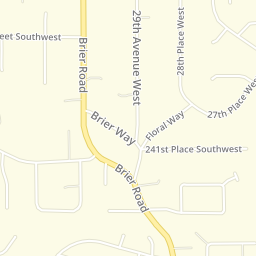 29th Avenue West
28th Place West
eet Southwest
Brier Road
27th Place We
Brier Way
Floral Way
241st Place Southwest
Brier Road